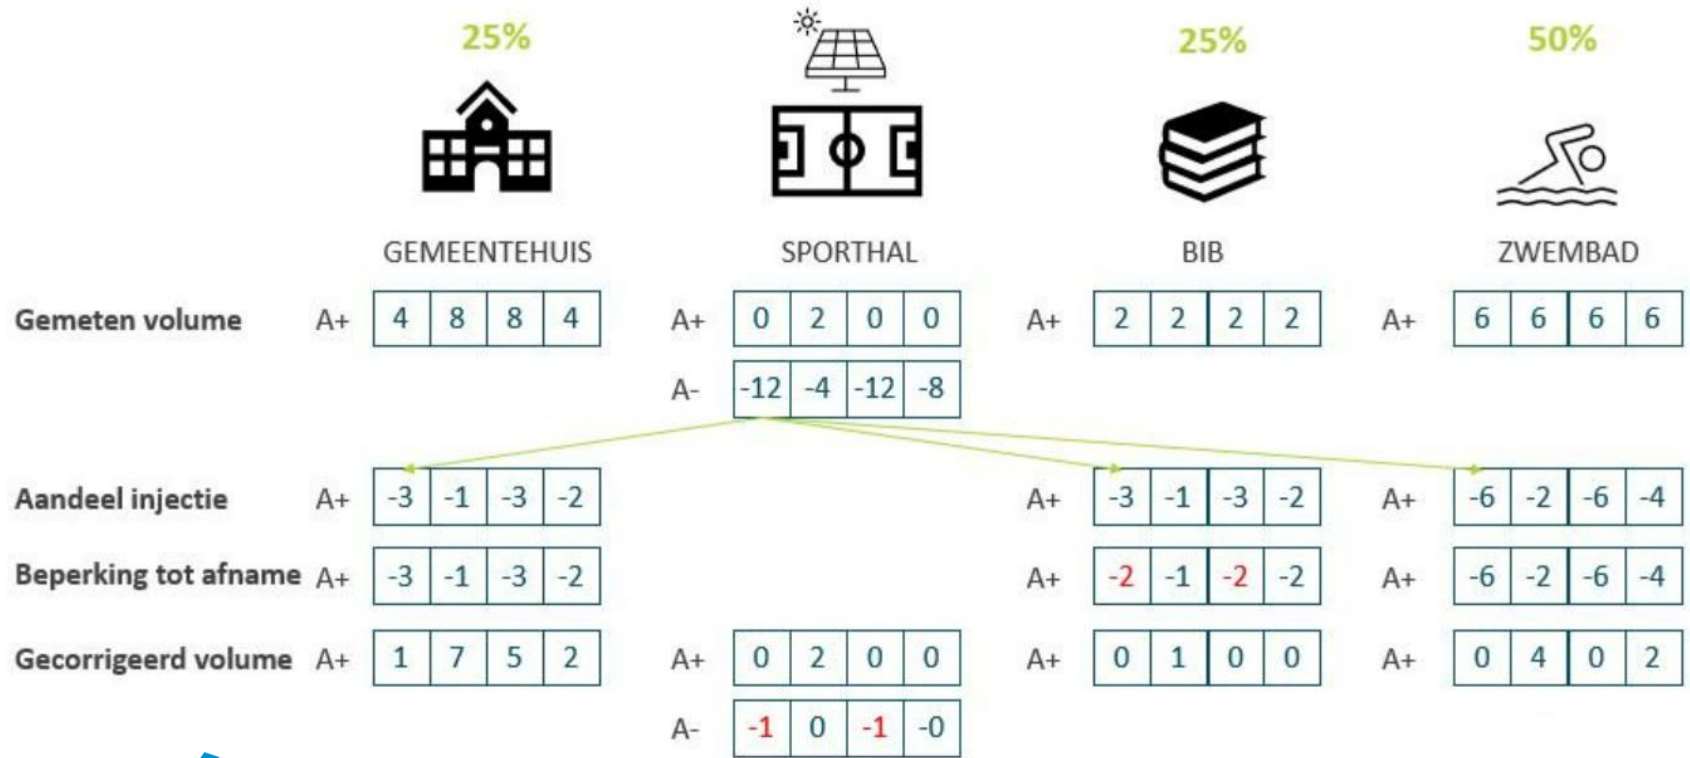 25% 25% 50%
GEMEENTEHUIS SPORTHAL BIB ZWEMBAD
Gemeten volume A+ 4 8 8 4 A+ 0 2 0 0 A+ 2 2 2 2 A+ 6 6 6 6
A- -12 -4 -12 -8
Aandeel injectie A+ -3 -1 -3 -2 A+ -3 -1 -3 -2 A+ -6 -2 -6 -4
Beperking tot afname A+ -3 -1 -3 -2 A+ -2 -1 -2 -2 A+ -6 -2 -6 -4
Gecorrigeerd volume A+ 1 7 5 2 A+ 0 2 0 0 A+ 0 1 0 0 A+ 0 4 0 2
A- -1 0 -1 -0